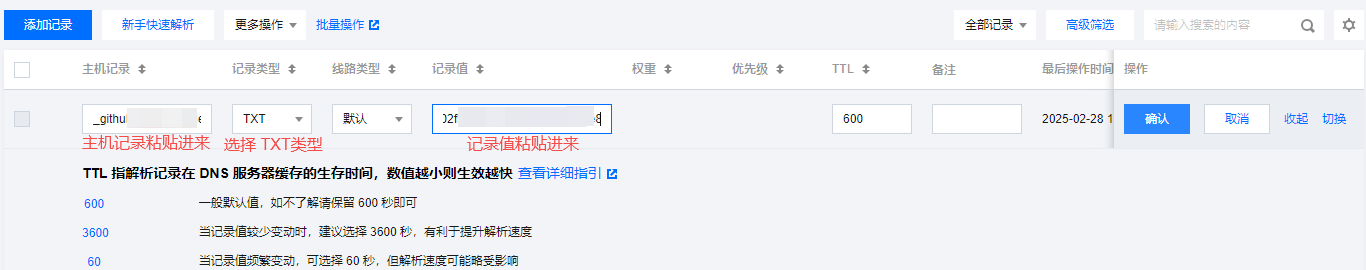 添加记录 新手快速解析 更多操作 批量操作 全部记录 高级筛选 请输入搜索的内容
主机记录 记录类型 线路类型 记录值 权重 优先级 TTL 备注 最后操作时间 操作
_githu e TXT 默认 02f 8 600 2025-02-28 1 确认 取消 收起 切换
主机记录粘贴进来 选择 TXT类型 记录值粘贴进来
TTL 指解析记录在 DNS 服务器缓存的生存时间，数值越小则生效越快 查看详细指引
600 一般默认值，如不了解请保留 600 秒即可
3600 当记录值较少变动时，建议选择 3600 秒，有利于提升解析速度
60 当记录值频繁变动，可选择 60 秒，但解析速度可能略受影响